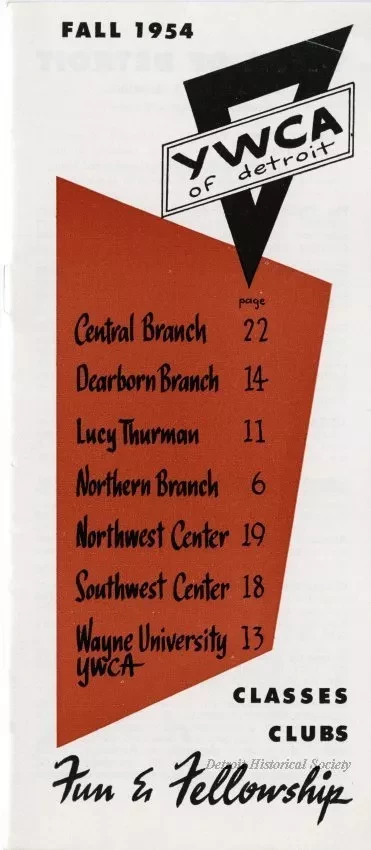 FALL 1954
YWCA
of detroit
page
Central Branch 22
Dearborn Branch 14
Lucy Thurman 11
Northern Branch 6
Northwest Center 19
Southwest Center 18
Wayne University 13
YWCA
CLASSES
CLUBS
Detroit Historical Society
Fun & Fellowship